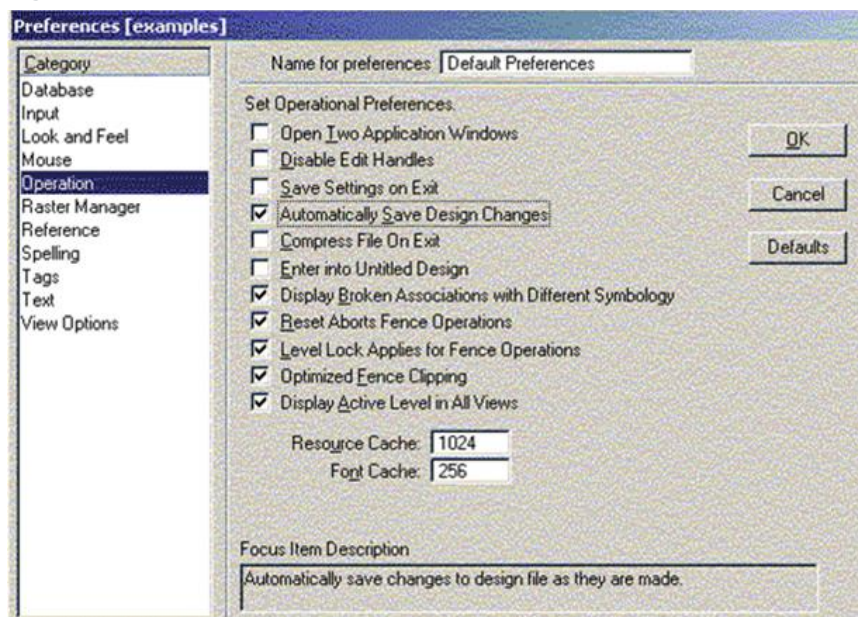 Preferences [examples]
Category
Database
Input
Look and Feel
Mouse
Operation
Raster Manager
Reference
Spelling
Tags
Text
View Options
Name for preferences Default Preferences
Set Operational Preferences.
Open Two Application Windows
Disable Edit Handles
Save Settings on Exit
Automatically Save Design Changes
Compress File On Exit
Enter into Untitled Design
Display Broken Associations with Different Symbology
Reset Aborts Fence Operations
Level Lock Applies for Fence Operations
Optimized Fence Clipping
Display Active Level in All Views
Resource Cache: 1024
Font Cache: 256
OK
Cancel
Defaults
Focus Item Description
Automatically save changes to design file as they are made.